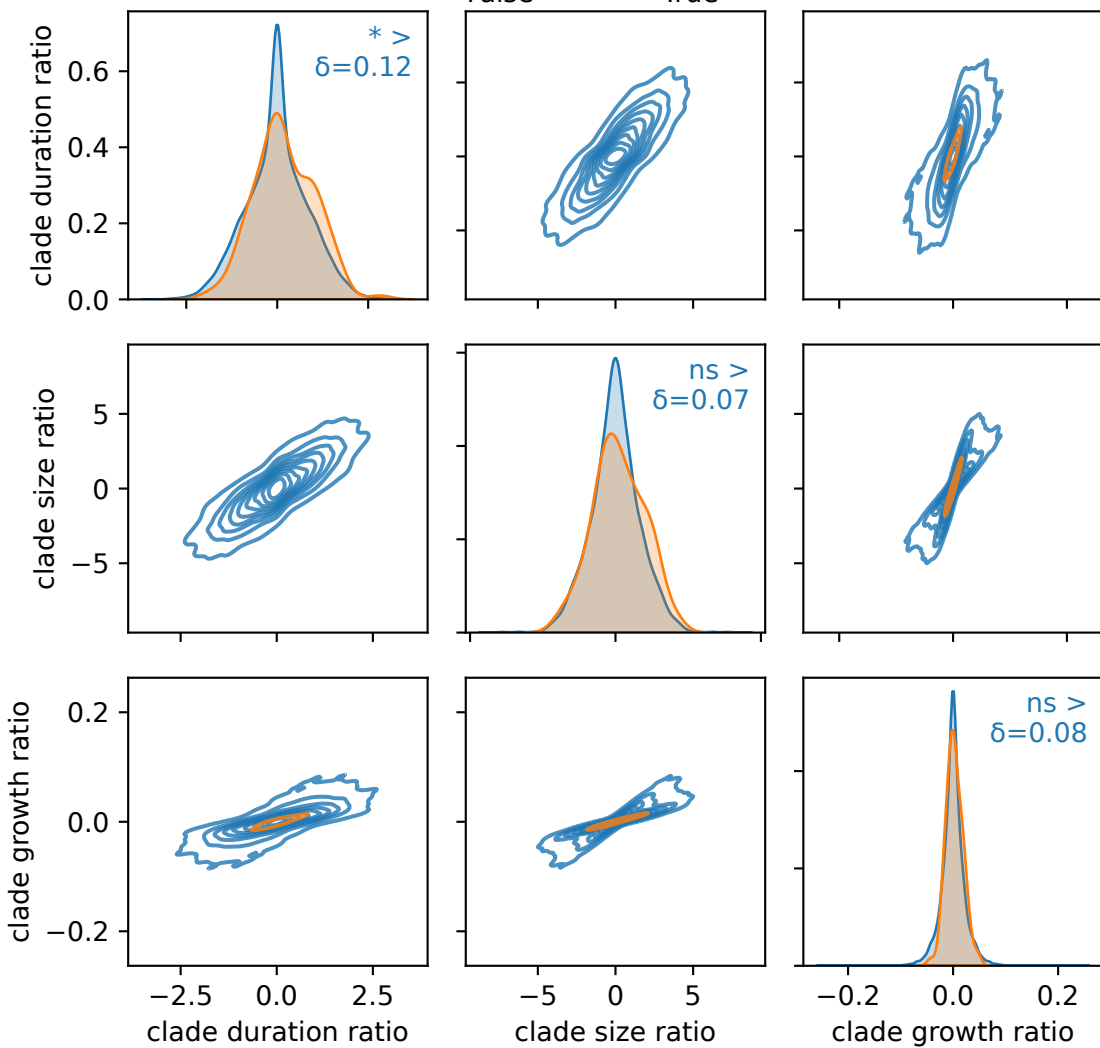 * >
δ=0.12
clade duration ratio
0.6
0.4
0.2
0.0
ns >
δ=0.07
clade size ratio
5
0
−5
ns >
δ=0.08
clade growth ratio
0.2
0.0
−0.2
−2.5 0.0 2.5
−5 0 5
−0.2 0.0 0.2
clade duration ratio
clade size ratio
clade growth ratio